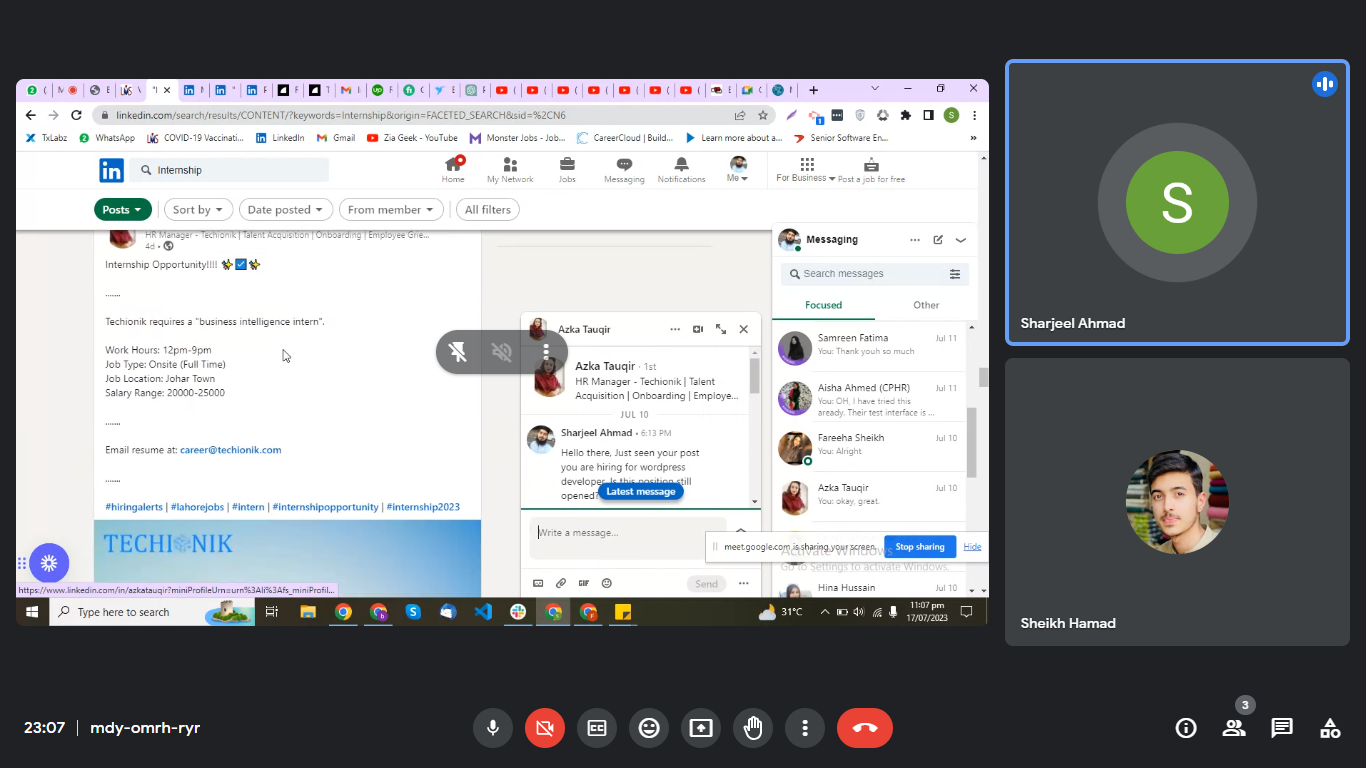 linkedin.com/search/results/CONTENT/?keywords=Internship&origin=FACETED_SEARCH&sid=%2CN6
TxLabz
WhatsApp
COVID-19 Vaccinati...
LinkedIn
Gmail
Zia Geek - YouTube
Monster Jobs - Job...
CareerCloud | Build...
Learn more about a...
Senior Software En...
in
Internship
Home
My Network
Jobs
Messaging
Notifications
Me
For Business
Post a job for free
Posts
Sort by
Date posted
From member
All filters
HR Manager - Techionik | Talent Acquisition | Onboarding | Employee Grie...
4d
Internship Opportunity!!!!
.......
Techionik requires a "business intelligence intern".
Work Hours: 12pm-9pm
Job Type: Onsite (Full Time)
Job Location: Johar Town
Salary Range: 20000-25000
.......
Email resume at: career@techionik.com
.......
#hiringalerts | #lahorejobs | #intern | #internshipopportunity | #internship2023
TECHIONIK
https://www.linkedin.com/in/azkatauqir?miniProfileUrn=urn%3Ali%3Afs_miniProfil...
Azka Tauqir
Azka Tauqir · 1st
HR Manager - Techionik | Talent
Acquisition | Onboarding | Employe...
JUL 10
Sharjeel Ahmad • 6:13 PM
Hello there, Just seen your post
you are hiring for wordpress
developer. Is this position still
opened?
Latest message
Write a message...
GIF
Send
Messaging
Search messages
Focused
Other
Samreen Fatima
Jul 11
You: Thank youh so much
Aisha Ahmed (CPHR)
Jul 11
You: OH, I have tried this
aready. Their test interface is ...
Fareeha Sheikh
Jul 10
You: Alright
Azka Tauqir
Jul 10
You: okay, great.
meet.google.com is sharing your screen.
Stop sharing
Hide
Activate Windows
Go to Settings to activate Windows.
Hina Hussain
Jul 10
Type here to search
31°C
11:07 pm
17/07/2023
S
Sharjeel Ahmad
Sheikh Hamad
23:07
mdy-omrh-ryr
3